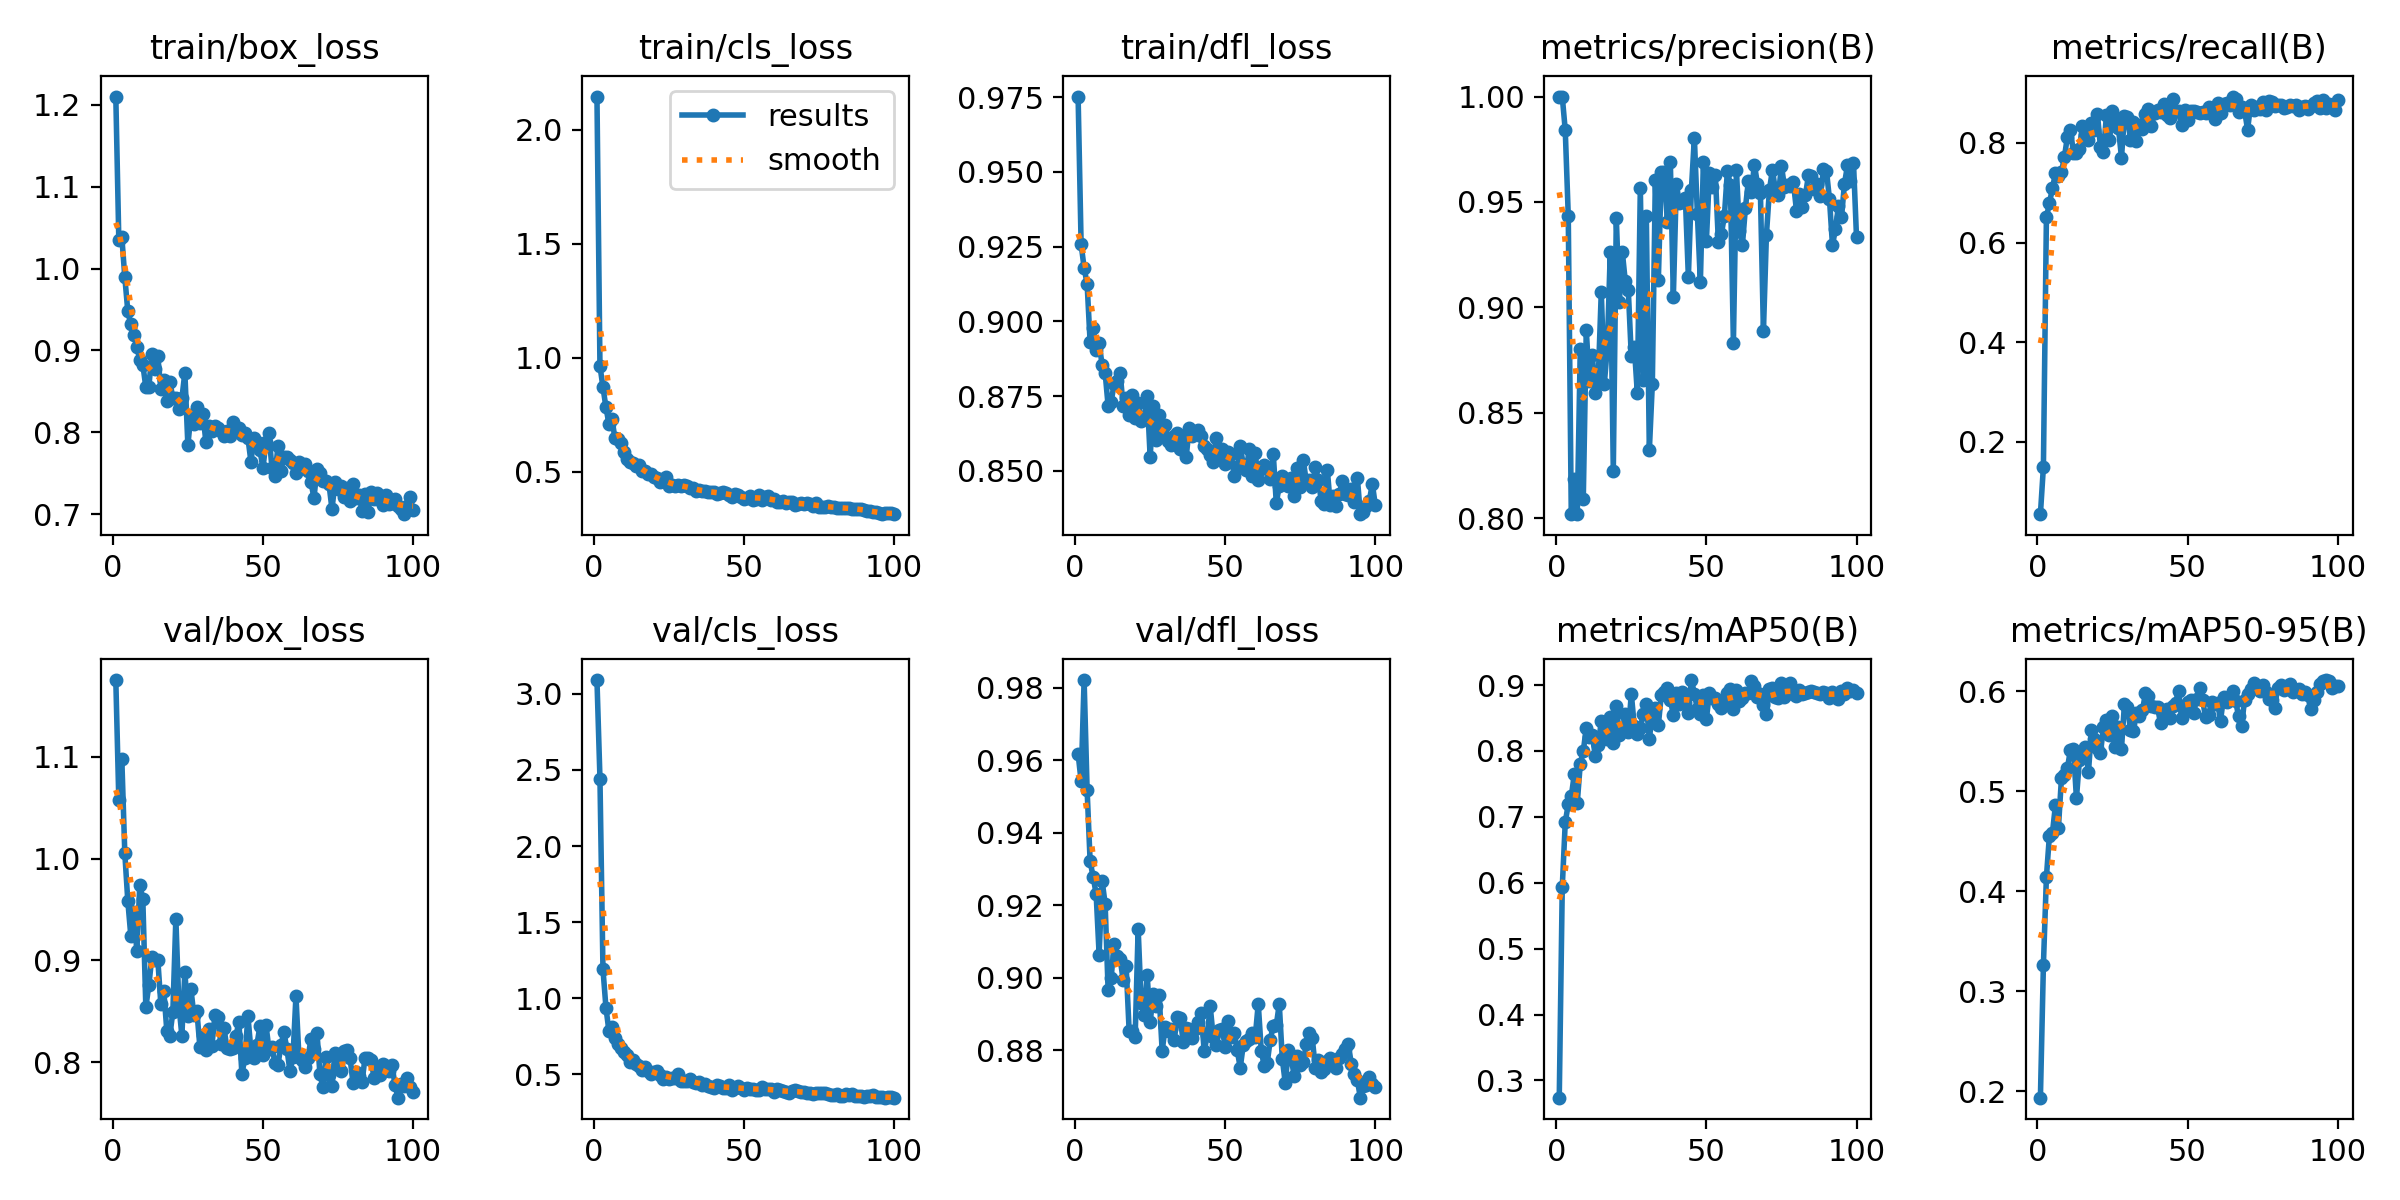 train/box_loss
1.2
1.1
1.0
0.9
0.8
0.7
0 50 100
train/cls_loss
results
smooth
2.0
1.5
1.0
0.5
0 50 100
train/dfl_loss
0.975
0.950
0.925
0.900
0.875
0.850
0 50 100
metrics/precision(B)
1.00
0.95
0.90
0.85
0.80
0 50 100
metrics/recall(B)
0.8
0.6
0.4
0.2
0 50 100
val/box_loss
1.1
1.0
0.9
0.8
0 50 100
val/cls_loss
3.0
2.5
2.0
1.5
1.0
0.5
0 50 100
val/dfl_loss
0.98
0.96
0.94
0.92
0.90
0.88
0 50 100
metrics/mAP50(B)
0.9
0.8
0.7
0.6
0.5
0.4
0.3
0 50 100
metrics/mAP50-95(B)
0.6
0.5
0.4
0.3
0.2
0 50 100